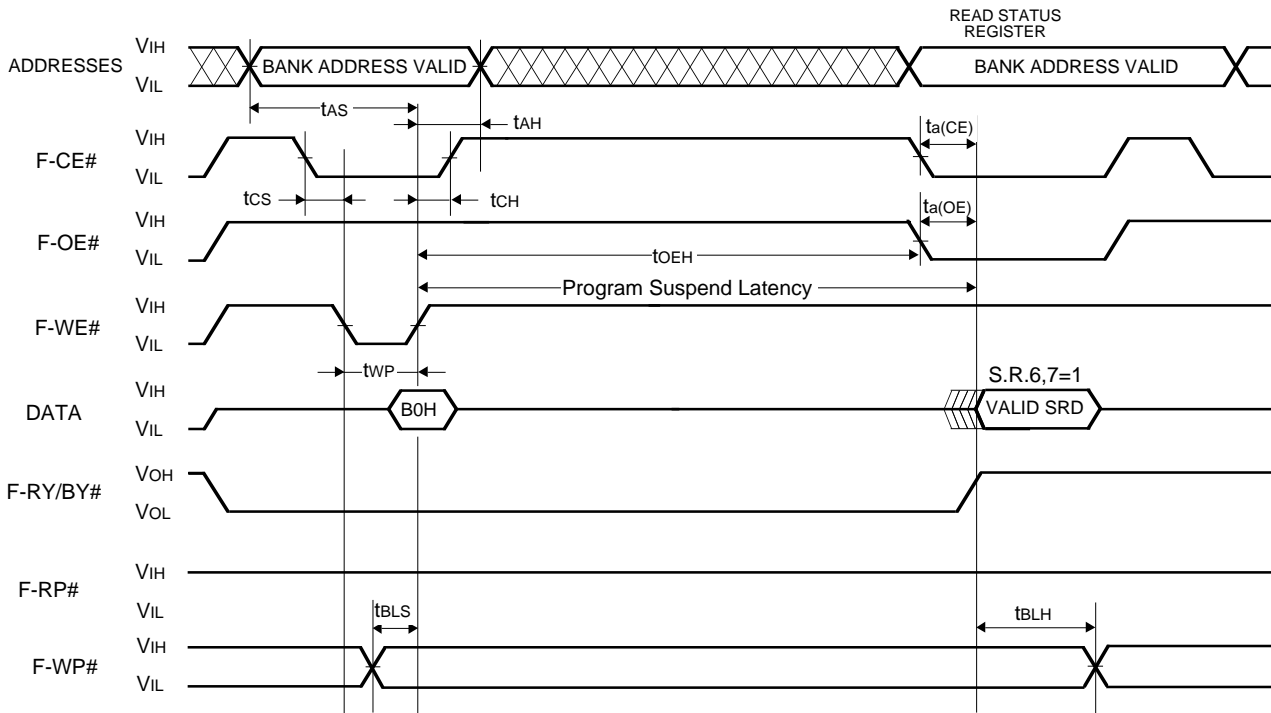 READ STATUS
REGISTER
ADDRESSES
VIH
VIL
BANK ADDRESS VALID
BANK ADDRESS VALID
tAS
tAH
ta(CE)
F-CE#
VIH
VIL
tCS
tCH
ta(OE)
F-OE#
VIH
VIL
tOEH
Program Suspend Latency
F-WE#
VIH
VIL
tWP
S.R.6,7=1
DATA
VIH
VIL
B0H
VALID SRD
F-RY/BY#
VOH
VOL
F-RP#
VIH
VIL
tBLS
tBLH
F-WP#
VIH
VIL